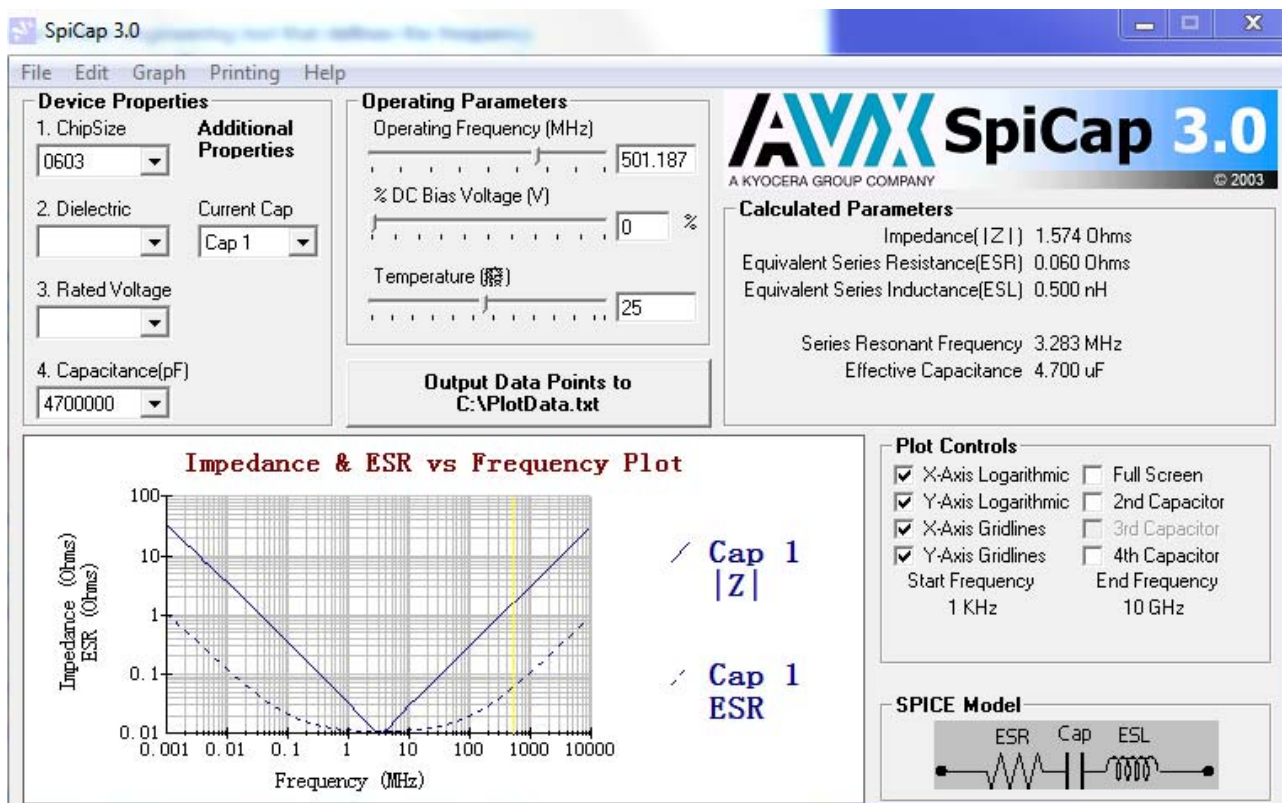 SpiCap 3.0
File Edit Graph Printing Help
Device Properties
1. ChipSize
Additional
Properties
0603
2. Dielectric
Current Cap
Cap 1
3. Rated Voltage
4. Capacitance(pF)
4700000
Operating Parameters
Operating Frequency (MHz)
501.187
% DC Bias Voltage (V)
0 %
Temperature (癈)
25
Output Data Points to
C:\PlotData.txt
AVX SpiCap 3.0
A KYOCERA GROUP COMPANY
© 2003
Calculated Parameters
Impedance(|Z|) 1.574 Ohms
Equivalent Series Resistance(ESR) 0.060 Ohms
Equivalent Series Inductance(ESL) 0.500 nH
Series Resonant Frequency 3.283 MHz
Effective Capacitance 4.700 uF
Impedance & ESR vs Frequency Plot
Impedance (Ohms)
ESR (Ohms)
100
10
1
0.1
0.01
0.001 0.01 0.1 1 10 100 1000 10000
Frequency (MHz)
Cap 1
|Z|
Cap 1
ESR
Plot Controls
X-Axis Logarithmic Full Screen
Y-Axis Logarithmic 2nd Capacitor
X-Axis Gridlines 3rd Capacitor
Y-Axis Gridlines 4th Capacitor
Start Frequency End Frequency
1 KHz 10 GHz
SPICE Model
ESR Cap ESL